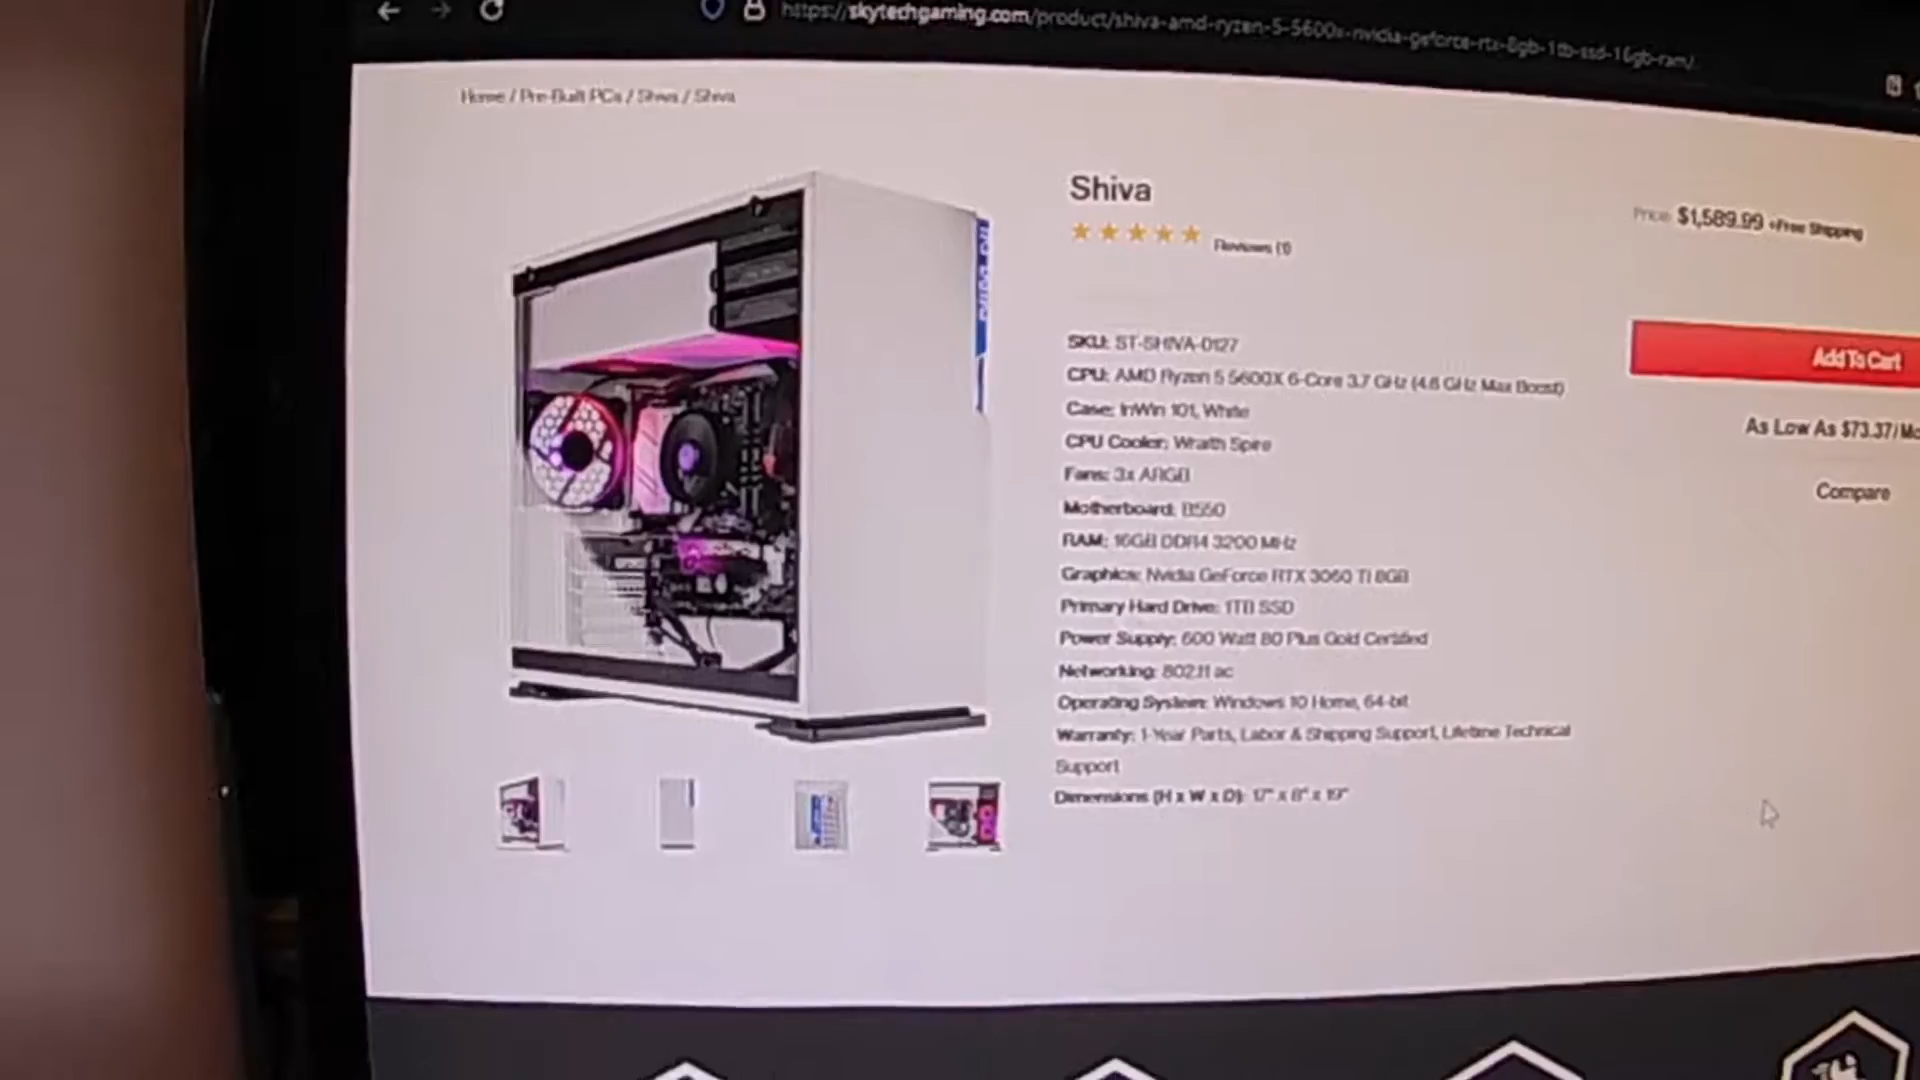 https://skytechgaming.com/product/shiva-amd-ryzen-5-5600x-nvidia-geforce-rtx-8gb-1tb-ssd-16gb-ram/
Home / Pre-Built PCs / Shiva / Shiva
Shiva
Reviews (1)
Price: $1,589.99 +Free Shipping
Add To Cart
As Low As $73.37/Mo
Compare
SKU: ST-SHIVA-0127
CPU: AMD Ryzen 5 5600X 6-Core 3.7 GHz (4.6 GHz Max Boost)
Case: InWin 101, White
CPU Cooler: Wraith Spire
Fans: 3x ARGB
Motherboard: B550
RAM: 16GB DDR4 3200 MHz
Graphics: Nvidia GeForce RTX 3060 TI 8GB
Primary Hard Drive: 1TB SSD
Power Supply: 600 Watt 80 Plus Gold Certified
Networking: 802.11 ac
Operating System: Windows 10 Home, 64-bit
Warranty: 1-Year Parts, Labor & Shipping Support, Lifetime Technical
Support
Dimensions (H x W x D): 17" x 8" x 19"